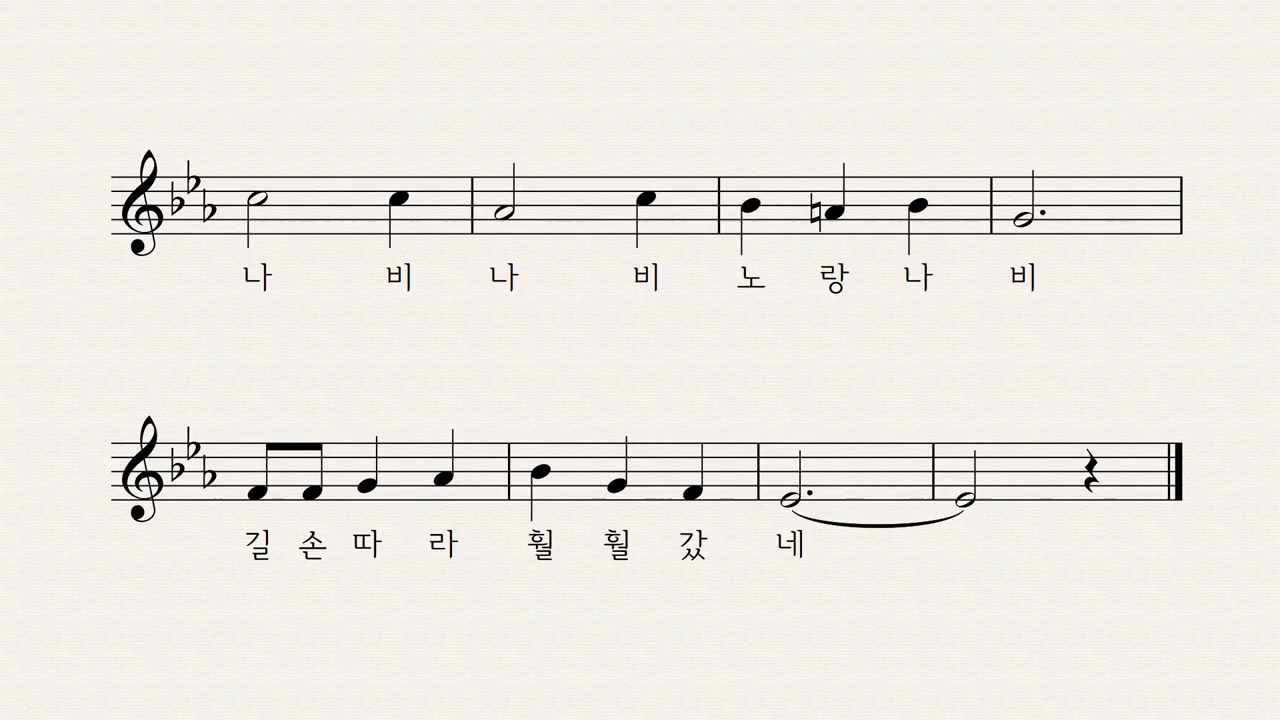 나 비 나 비 노 랑 나 비
길 손 따 라 훨 훨 갔 네